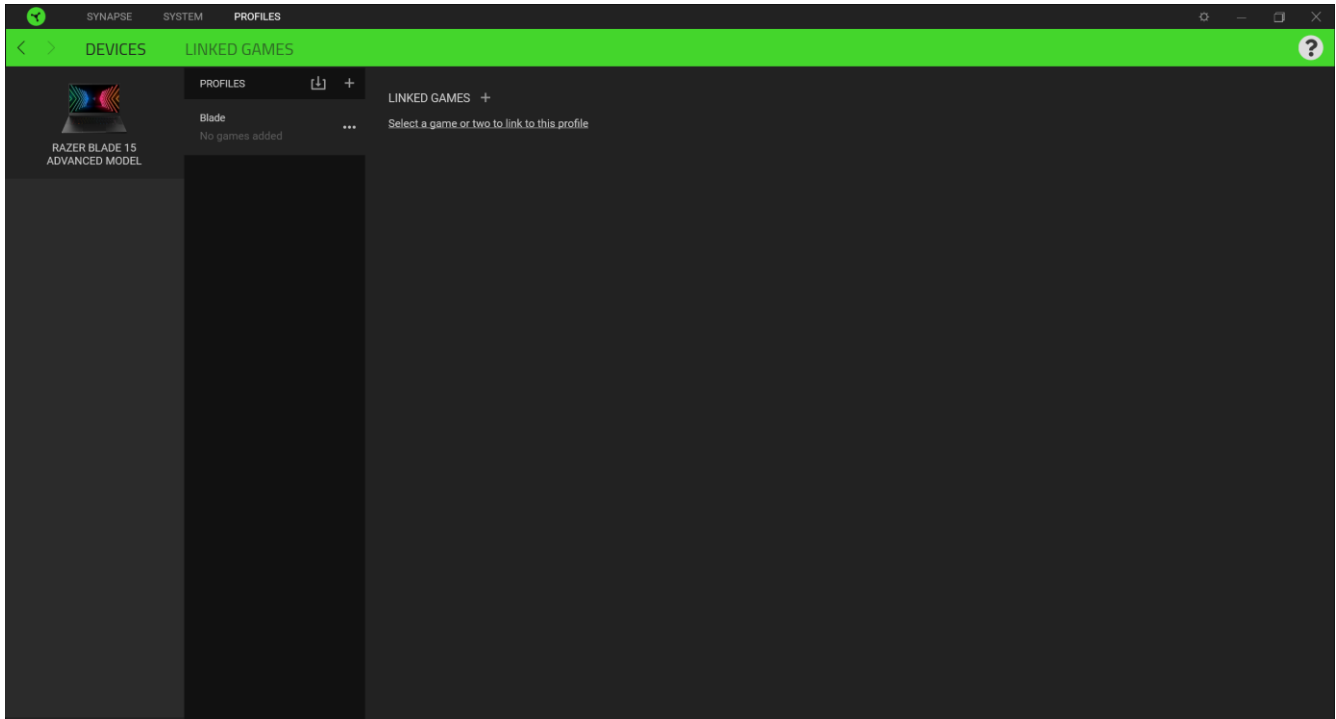 SYNAPSE SYSTEM PROFILES
DEVICES LINKED GAMES
?
RAZER BLADE 15
ADVANCED MODEL
PROFILES
Blade
No games added
LINKED GAMES
Select a game or two to link to this profile